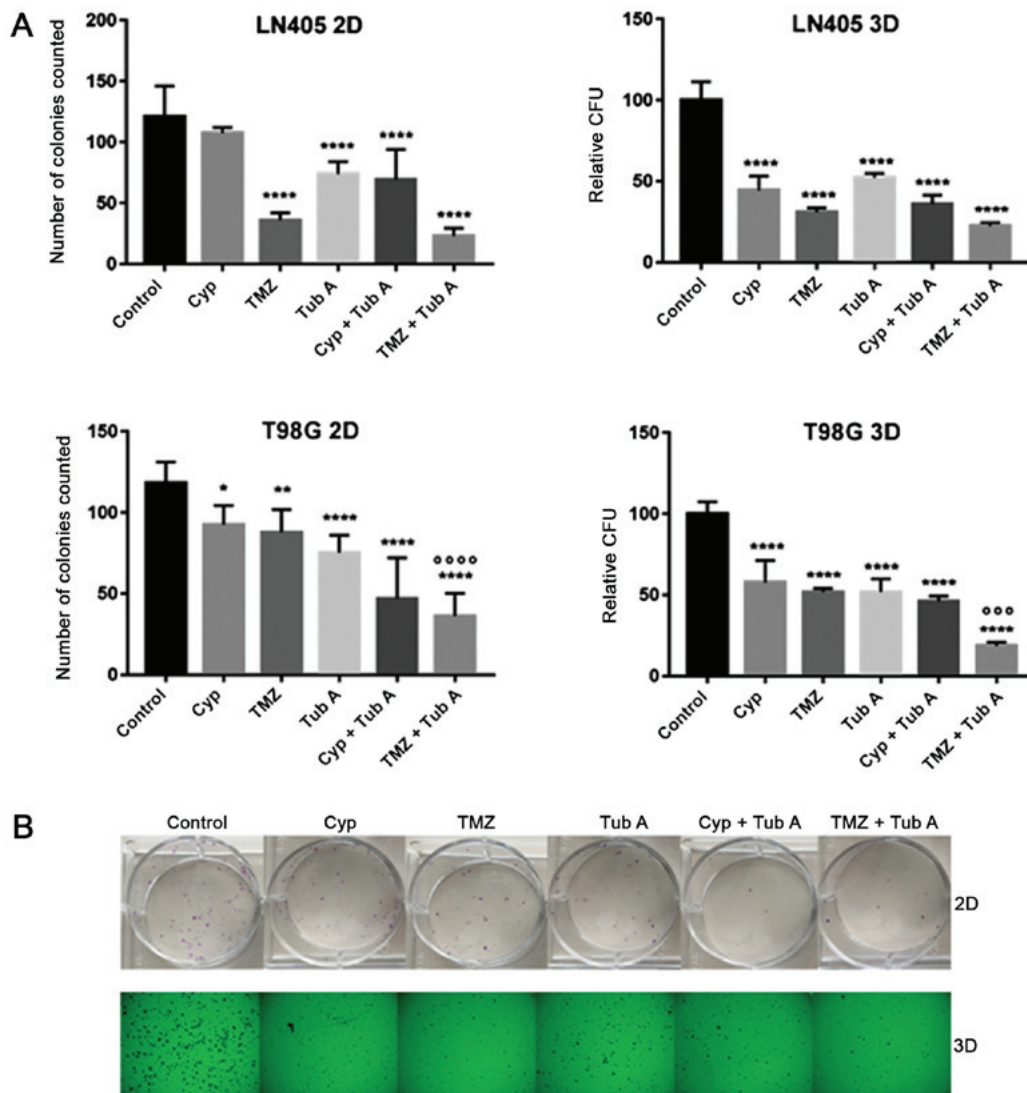 A
LN405 2D
Number of colonies counted
200
150
100
50
0
****
****
****
****
Control
Cyp
TMZ
Tub A
Cyp + Tub A
TMZ + Tub A
LN405 3D
Relative CFU
150
100
50
0
****
****
****
****
****
Control
Cyp
TMZ
Tub A
Cyp + Tub A
TMZ + Tub A
T98G 2D
Number of colonies counted
150
100
50
0
*
**
****
****
°°°°
****
Control
Cyp
TMZ
Tub A
Cyp + Tub A
TMZ + Tub A
T98G 3D
Relative CFU
150
100
50
0
****
****
****
****
°°°
****
Control
Cyp
TMZ
Tub A
Cyp + Tub A
TMZ + Tub A
B
Control Cyp TMZ Tub A Cyp + Tub A TMZ + Tub A
2D
3D